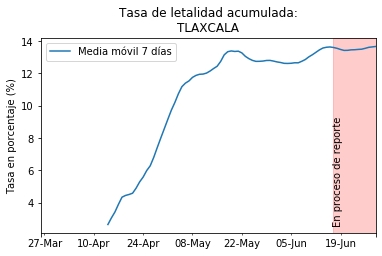 Tasa de letalidad acumulada:
TLAXCALA
Media móvil 7 días
Tasa en porcentaje (%)
14
12
10
8
6
4
En proceso de reporte
27-Mar 10-Apr 24-Apr 08-May 22-May 05-Jun 19-Jun